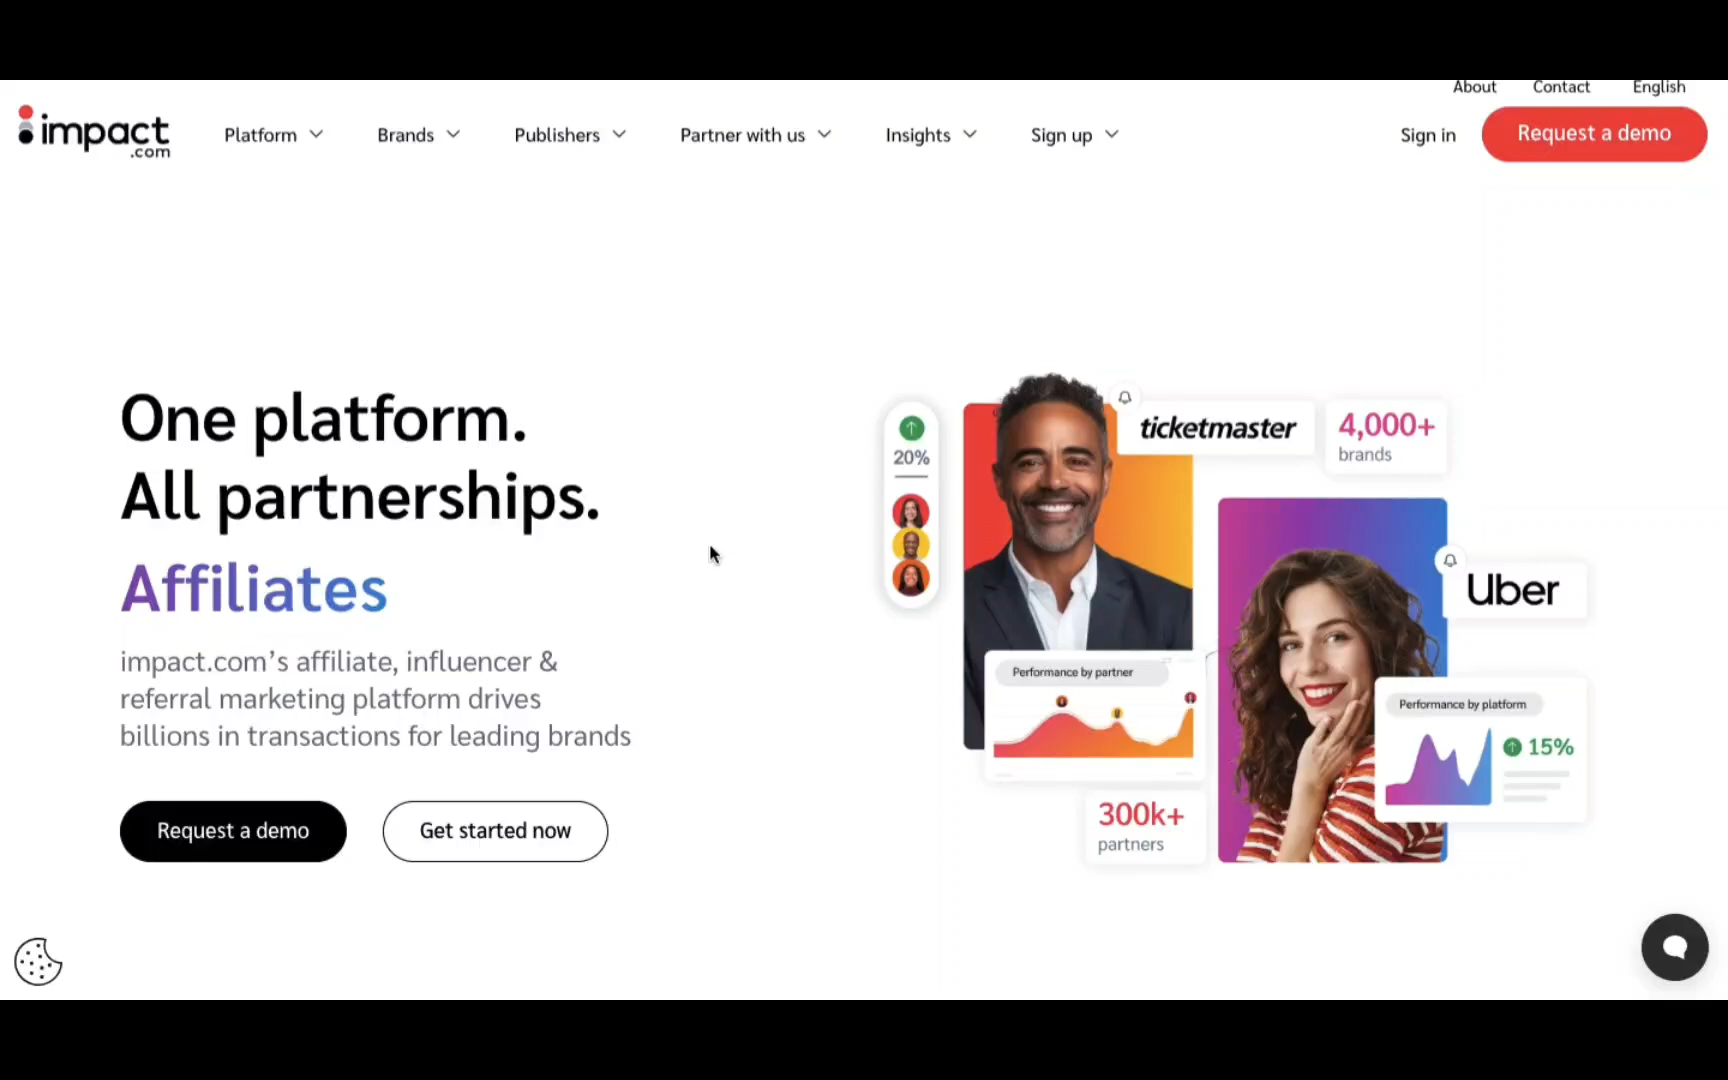 About Contact English
impact
.com
Platform Brands Publishers Partner with us Insights Sign up Sign in Request a demo
One platform.
All partnerships.
Affiliates
impact.com's affiliate, influencer &
referral marketing platform drives
billions in transactions for leading brands
Request a demo Get started now
20%
ticketmaster
4,000+
brands
Uber
Performance by partner
Performance by platform
15%
300k+
partners